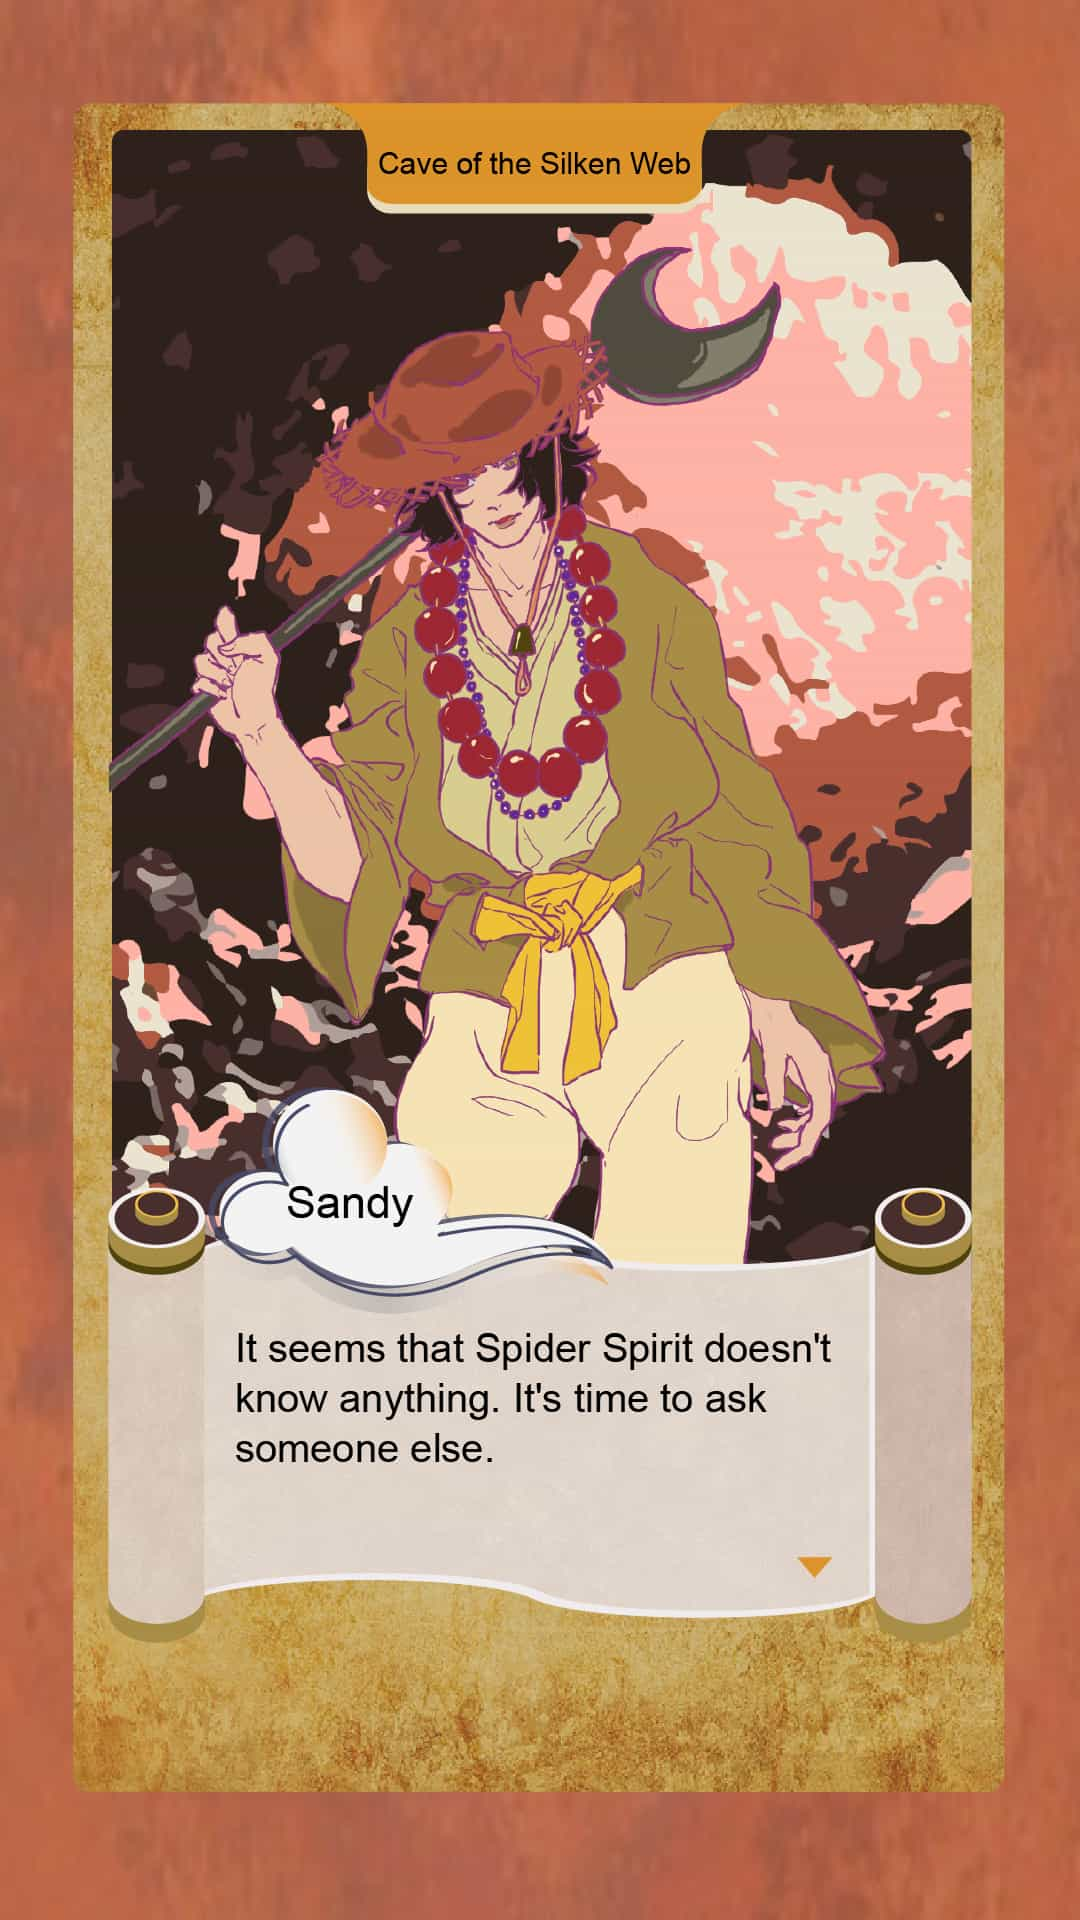 Cave of the Silken Web
Sandy
It seems that Spider Spirit doesn't
know anything. It's time to ask
someone else.